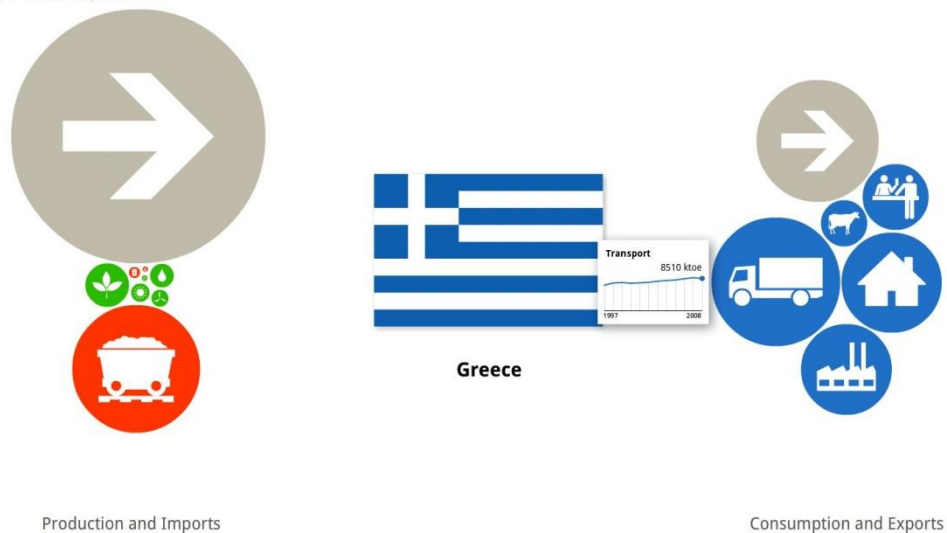 Transport
8510 ktoe
1997 2008
Greece
Production and Imports
Consumption and Exports